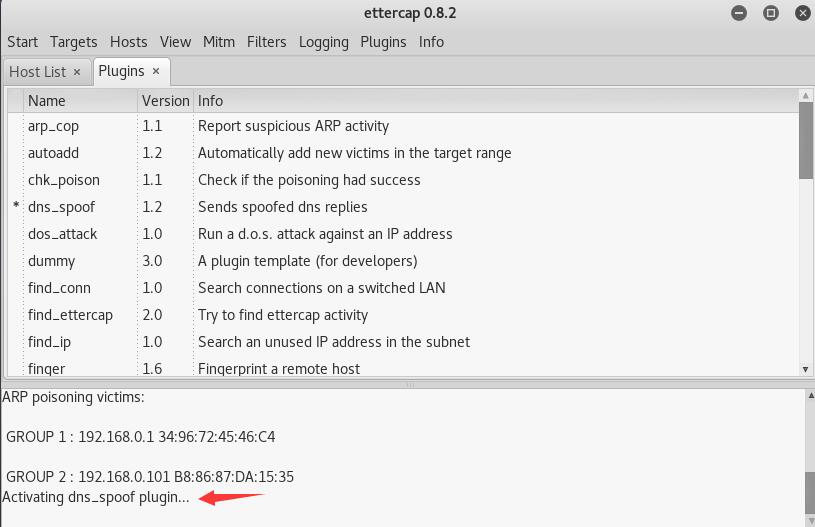 ettercap 0.8.2
Start Targets Hosts View Mitm Filters Logging Plugins Info
Host List × Plugins ×
Name Version Info
arp_cop 1.1 Report suspicious ARP activity
autoadd 1.2 Automatically add new victims in the target range
chk_poison 1.1 Check if the poisoning had success
* dns_spoof 1.2 Sends spoofed dns replies
dos_attack 1.0 Run a d.o.s. attack against an IP address
dummy 3.0 A plugin template (for developers)
find_conn 1.0 Search connections on a switched LAN
find_ettercap 2.0 Try to find ettercap activity
find_ip 1.0 Search an unused IP address in the subnet
finger 1.6 Fingerprint a remote host
ARP poisoning victims:
GROUP 1 : 192.168.0.1 34:96:72:45:46:C4
GROUP 2 : 192.168.0.101 B8:86:87:DA:15:35
Activating dns_spoof plugin...